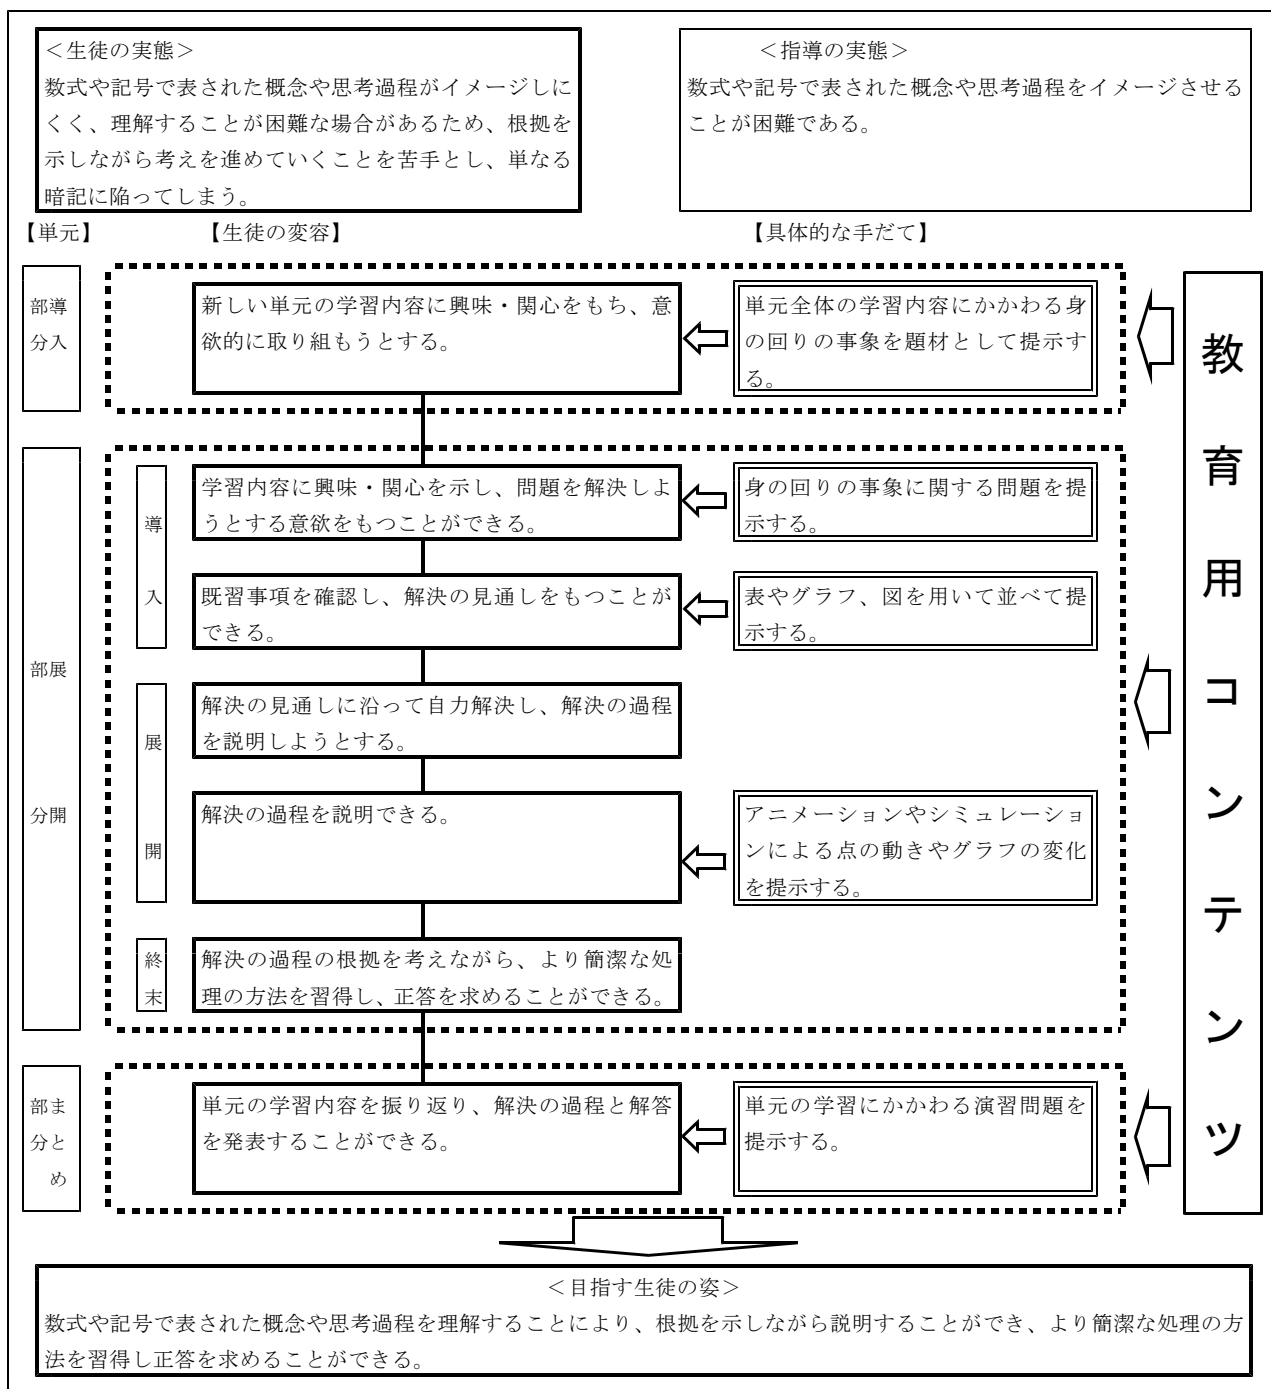 ＜生徒の実態＞
数式や記号で表された概念や思考過程がイメージしに
くく、理解することが困難な場合があるため、根拠を
示しながら考えを進めていくことを苦手とし、単なる
暗記に陥ってしまう。
＜指導の実態＞
数式や記号で表された概念や思考過程をイメージさせる
ことが困難である。
【単元】
【生徒の変容】
【具体的な手だて】
導入部分
新しい単元の学習内容に興味・関心をもち、意
欲的に取り組もうとする。
単元全体の学習内容にかかわる身
の回りの事象を題材として提示す
る。
展開部分
導入
学習内容に興味・関心を示し、問題を解決しよ
うとする意欲をもつことができる。
身の回りの事象に関する問題を提
示する。
既習事項を確認し、解決の見通しをもつことが
できる。
表やグラフ、図を用いて並べて提
示する。
展開
解決の見通しに沿って自力解決し、解決の過程
を説明しようとする。
解決の過程を説明できる。
アニメーションやシミュレーショ
ンによる点の動きやグラフの変化
を提示する。
終末
解決の過程の根拠を考えながら、より簡潔な処
理の方法を習得し、正答を求めることができる。
まとめ部分
単元の学習内容を振り返り、解決の過程と解答
を発表することができる。
単元の学習にかかわる演習問題を
提示する。
教育用コンテンツ
＜目指す生徒の姿＞
数式や記号で表された概念や思考過程を理解することにより、根拠を示しながら説明することができ、より簡潔な処理の方
法を習得し正答を求めることができる。